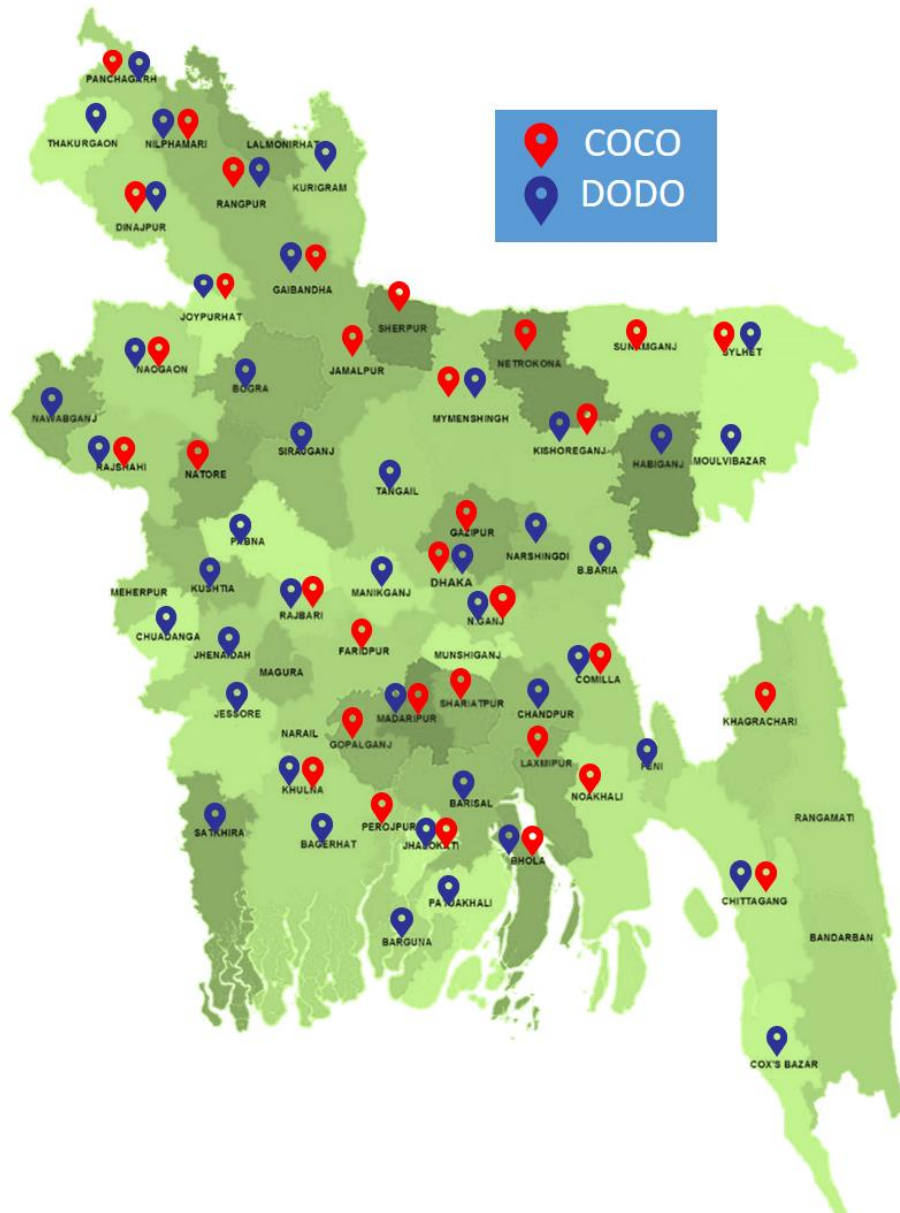 PANCHAGARH
COCO
DODO
THAKURGAON
NILPHAMARI
LALMONIRHAT
KURIGRAM
RANGPUR
DINAJPUR
GAIBANDHA
JOYPURHAT
SHERPUR
NETROKONA
SUNAMGANJ
SYLHET
NAOGAON
JAMALPUR
BOGRA
NAWABGANJ
MYMENSHINGH
SIRAJGANJ
KISHOREGANJ
HABIGANJ
MOULVIBAZAR
RAJSHAHI
NATORE
TANGAIL
GAZIPUR
PABNA
NARSHINGDI
B.BARIA
DHAKA
KUSHTIA
MEHERPUR
MANIKGANJ
RAJBARI
N.GANJ
CHUADANGA
JHENAIDAH
FARIDPUR
MUNSHIGANJ
MAGURA
COMILLA
SHARIATPUR
JESSORE
MADARIPUR
CHANDPUR
KHAGRACHARI
NARAIL
GOPALGANJ
LAXMIPUR
FENI
KHULNA
NOAKHALI
BARISAL
RANGAMATI
PEROJPUR
SATKHIRA
BAGERHAT
JHALOKATI
BHOLA
CHITTAGANG
PATUAKHALI
BARGUNA
BANDARBAN
COX'S BAZAR